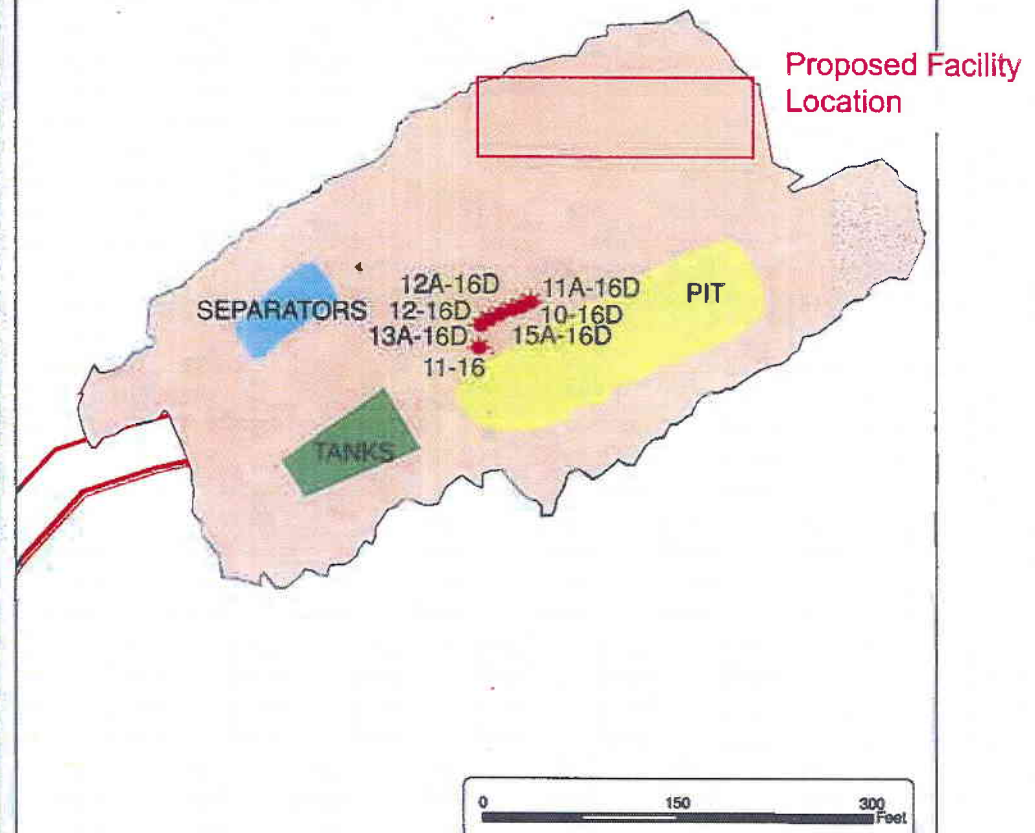 Proposed Facility
Location
12A-16D
11A-16D
SEPARATORS
12-16D
10-16D
PIT
13A-16D
15A-16D
11-16
TANKS
0 150 300
Feet